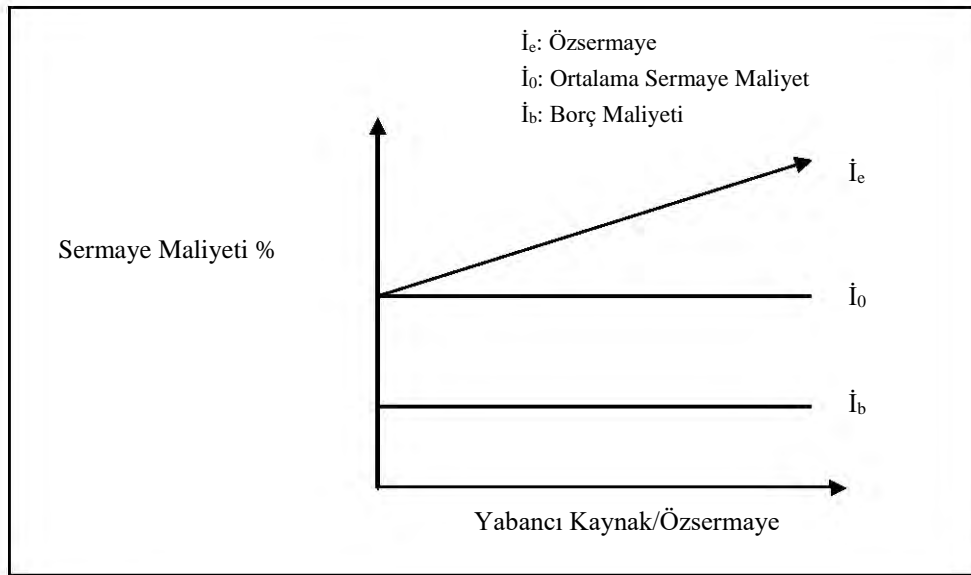 İe: Özsermaye
İ0: Ortalama Sermaye Maliyet
İb: Borç Maliyeti
İe
Sermaye Maliyeti %
İ0
İb
Yabancı Kaynak/Özsermaye